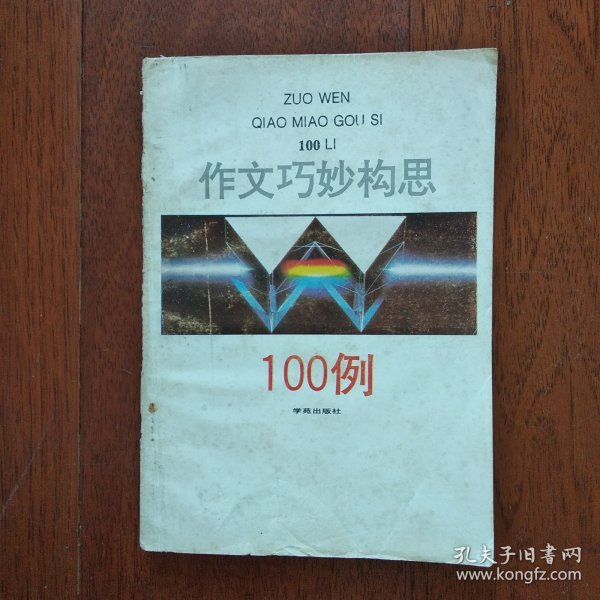 ZUO WEN
QIAO MIAO GOU SI
100 LI
作文巧妙构思
100例
学苑出版社
孔夫子旧书网
www.kongfz.com